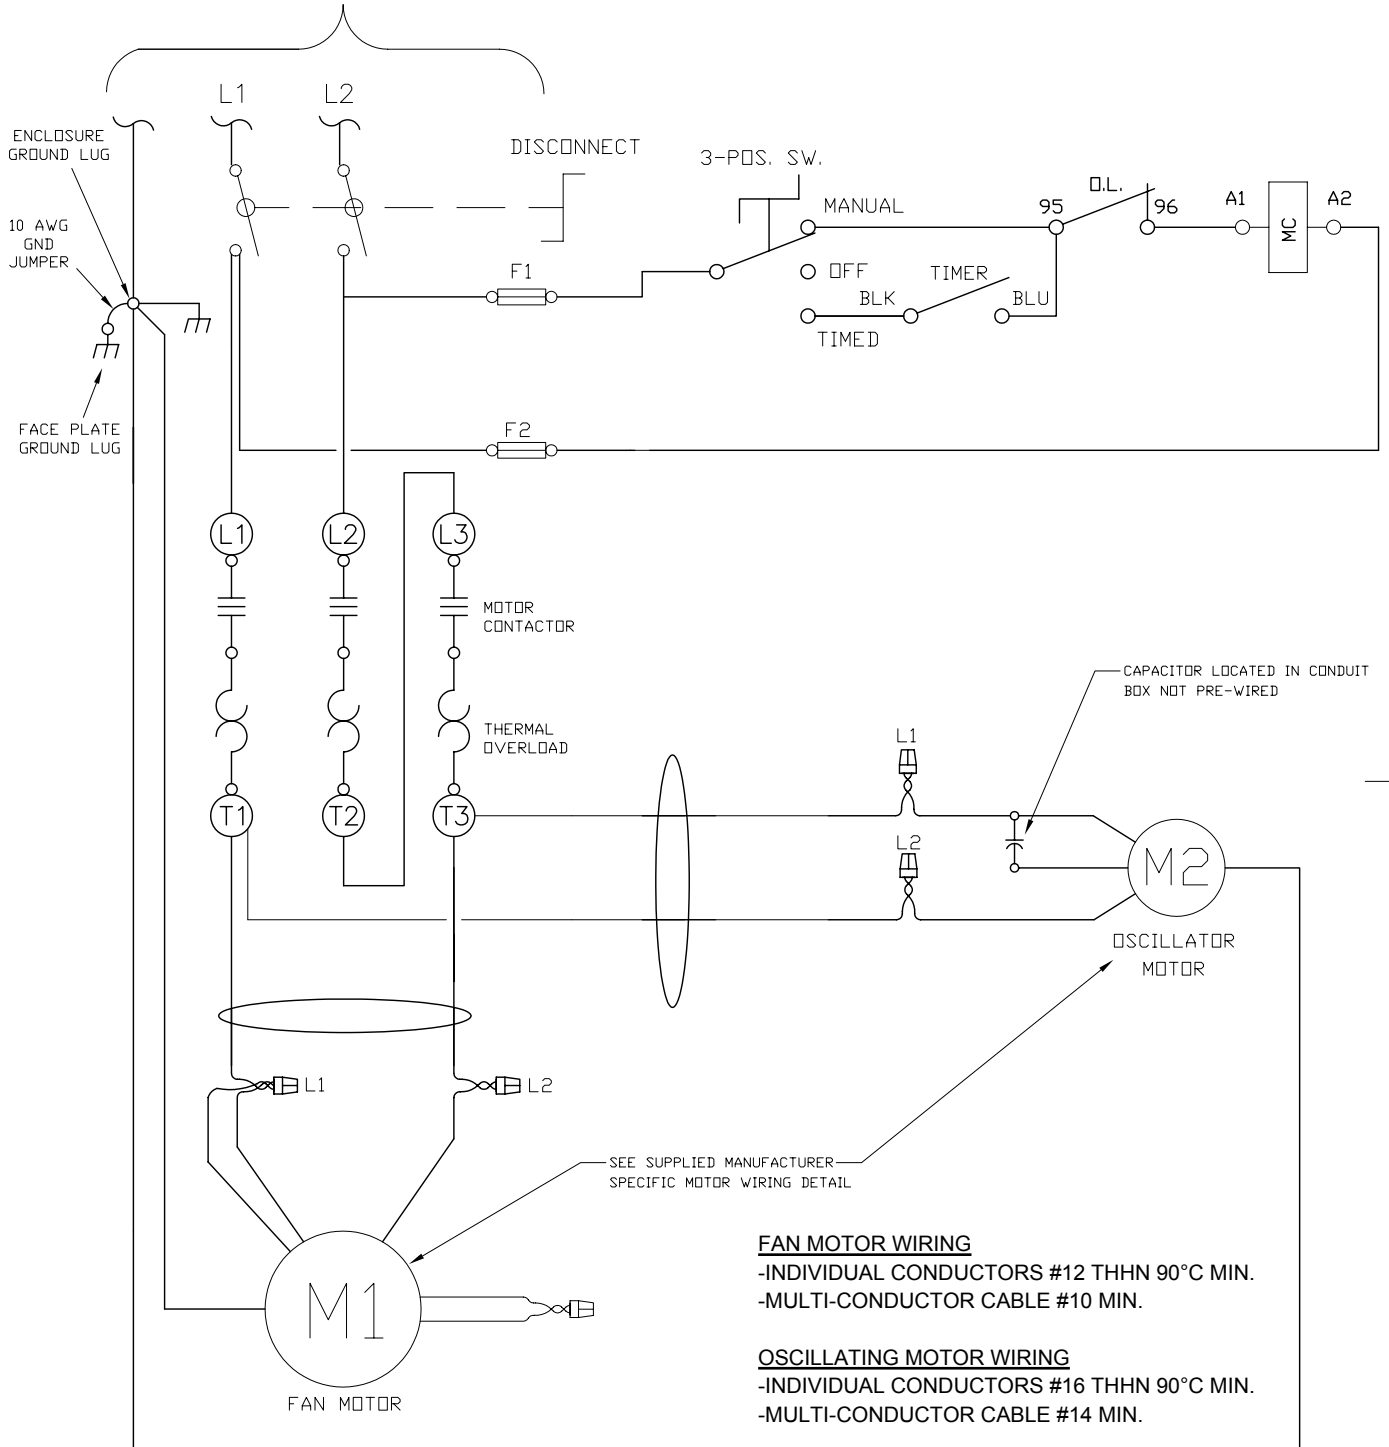 L1
L2
ENCLOSURE
GROUND LUG
DISCONNECT
3-POS. SW.
MANUAL
O.L.
95
96
A1
MC
A2
10 AWG
GND
JUMPER
F1
OFF
TIMER
BLK
BLU
TIMED
FACE PLATE
GROUND LUG
F2
L1
L2
L3
MOTOR
CONTACTOR
CAPACITOR LOCATED IN CONDUIT
BOX NOT PRE-WIRED
THERMAL
OVERLOAD
L1
T1
T2
T3
L2
M2
OSCILLATOR
MOTOR
L1
L2
SEE SUPPLIED MANUFACTURER
SPECIFIC MOTOR WIRING DETAIL
M1
FAN MOTOR
FAN MOTOR WIRING
-INDIVIDUAL CONDUCTORS #12 THHN 90°C MIN.
-MULTI-CONDUCTOR CABLE #10 MIN.
OSCILLATING MOTOR WIRING
-INDIVIDUAL CONDUCTORS #16 THHN 90°C MIN.
-MULTI-CONDUCTOR CABLE #14 MIN.